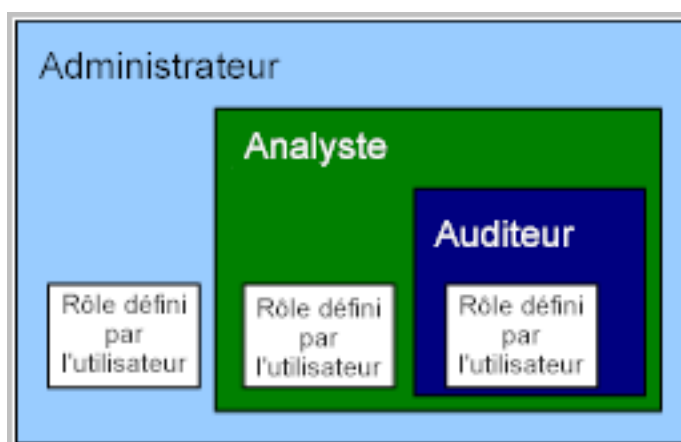 Administrateur
Analyste
Auditeur
Rôle défini
par
l'utilisateur
Rôle défini
par
l'utilisateur
Rôle défini
par
l'utilisateur